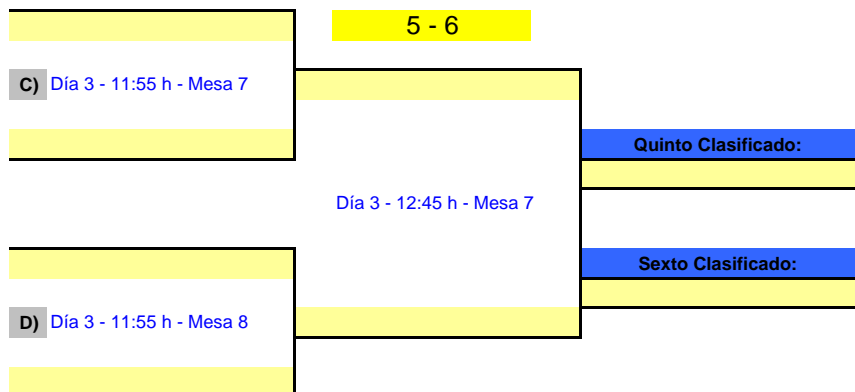 5 - 6
C) Día 3 - 11:55 h - Mesa 7
Quinto Clasificado:
Día 3 - 12:45 h - Mesa 7
Sexto Clasificado:
D) Día 3 - 11:55 h - Mesa 8